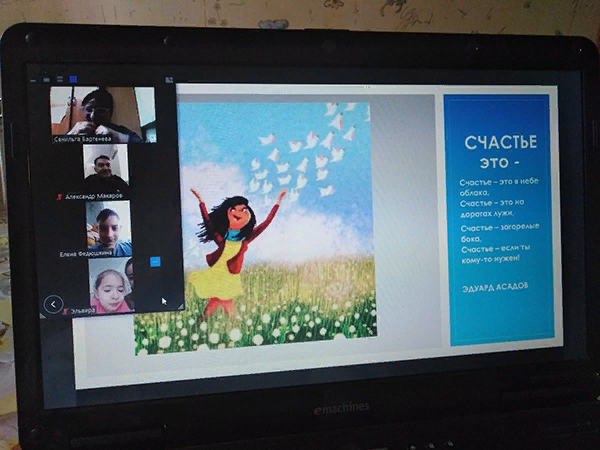 Сенильга Бартенева
Александр Макаров
Елена Федюшкина
Эльвира
СЧАСТЬЕ
это -
Счастье – это в небе
облака,
Счастье – это на
дорогах лужи,
Счастье – загорелые
бока,
Счастье – если ты
кому-то нужен!
ЭДУАРД АСАДОВ
emachines